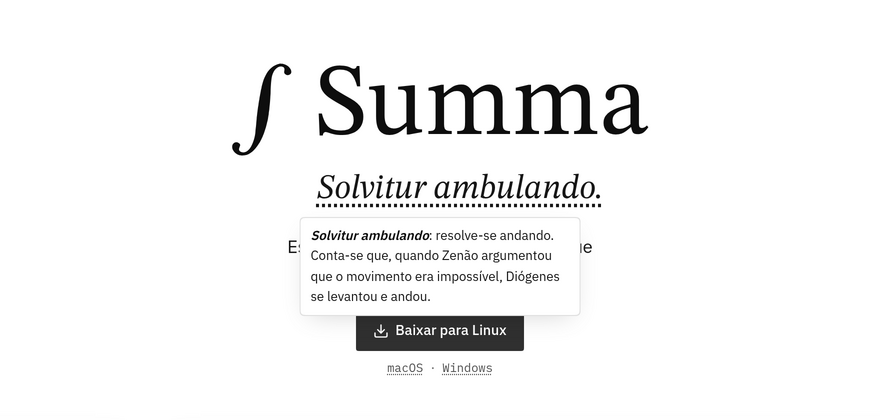 ∫ Summa
Solvitur ambulando.
Solvitur ambulando: resolve-se andando.
Conta-se que, quando Zenão argumentou
que o movimento era impossível, Diógenes
se levantou e andou.
Baixar para Linux
macOS · Windows